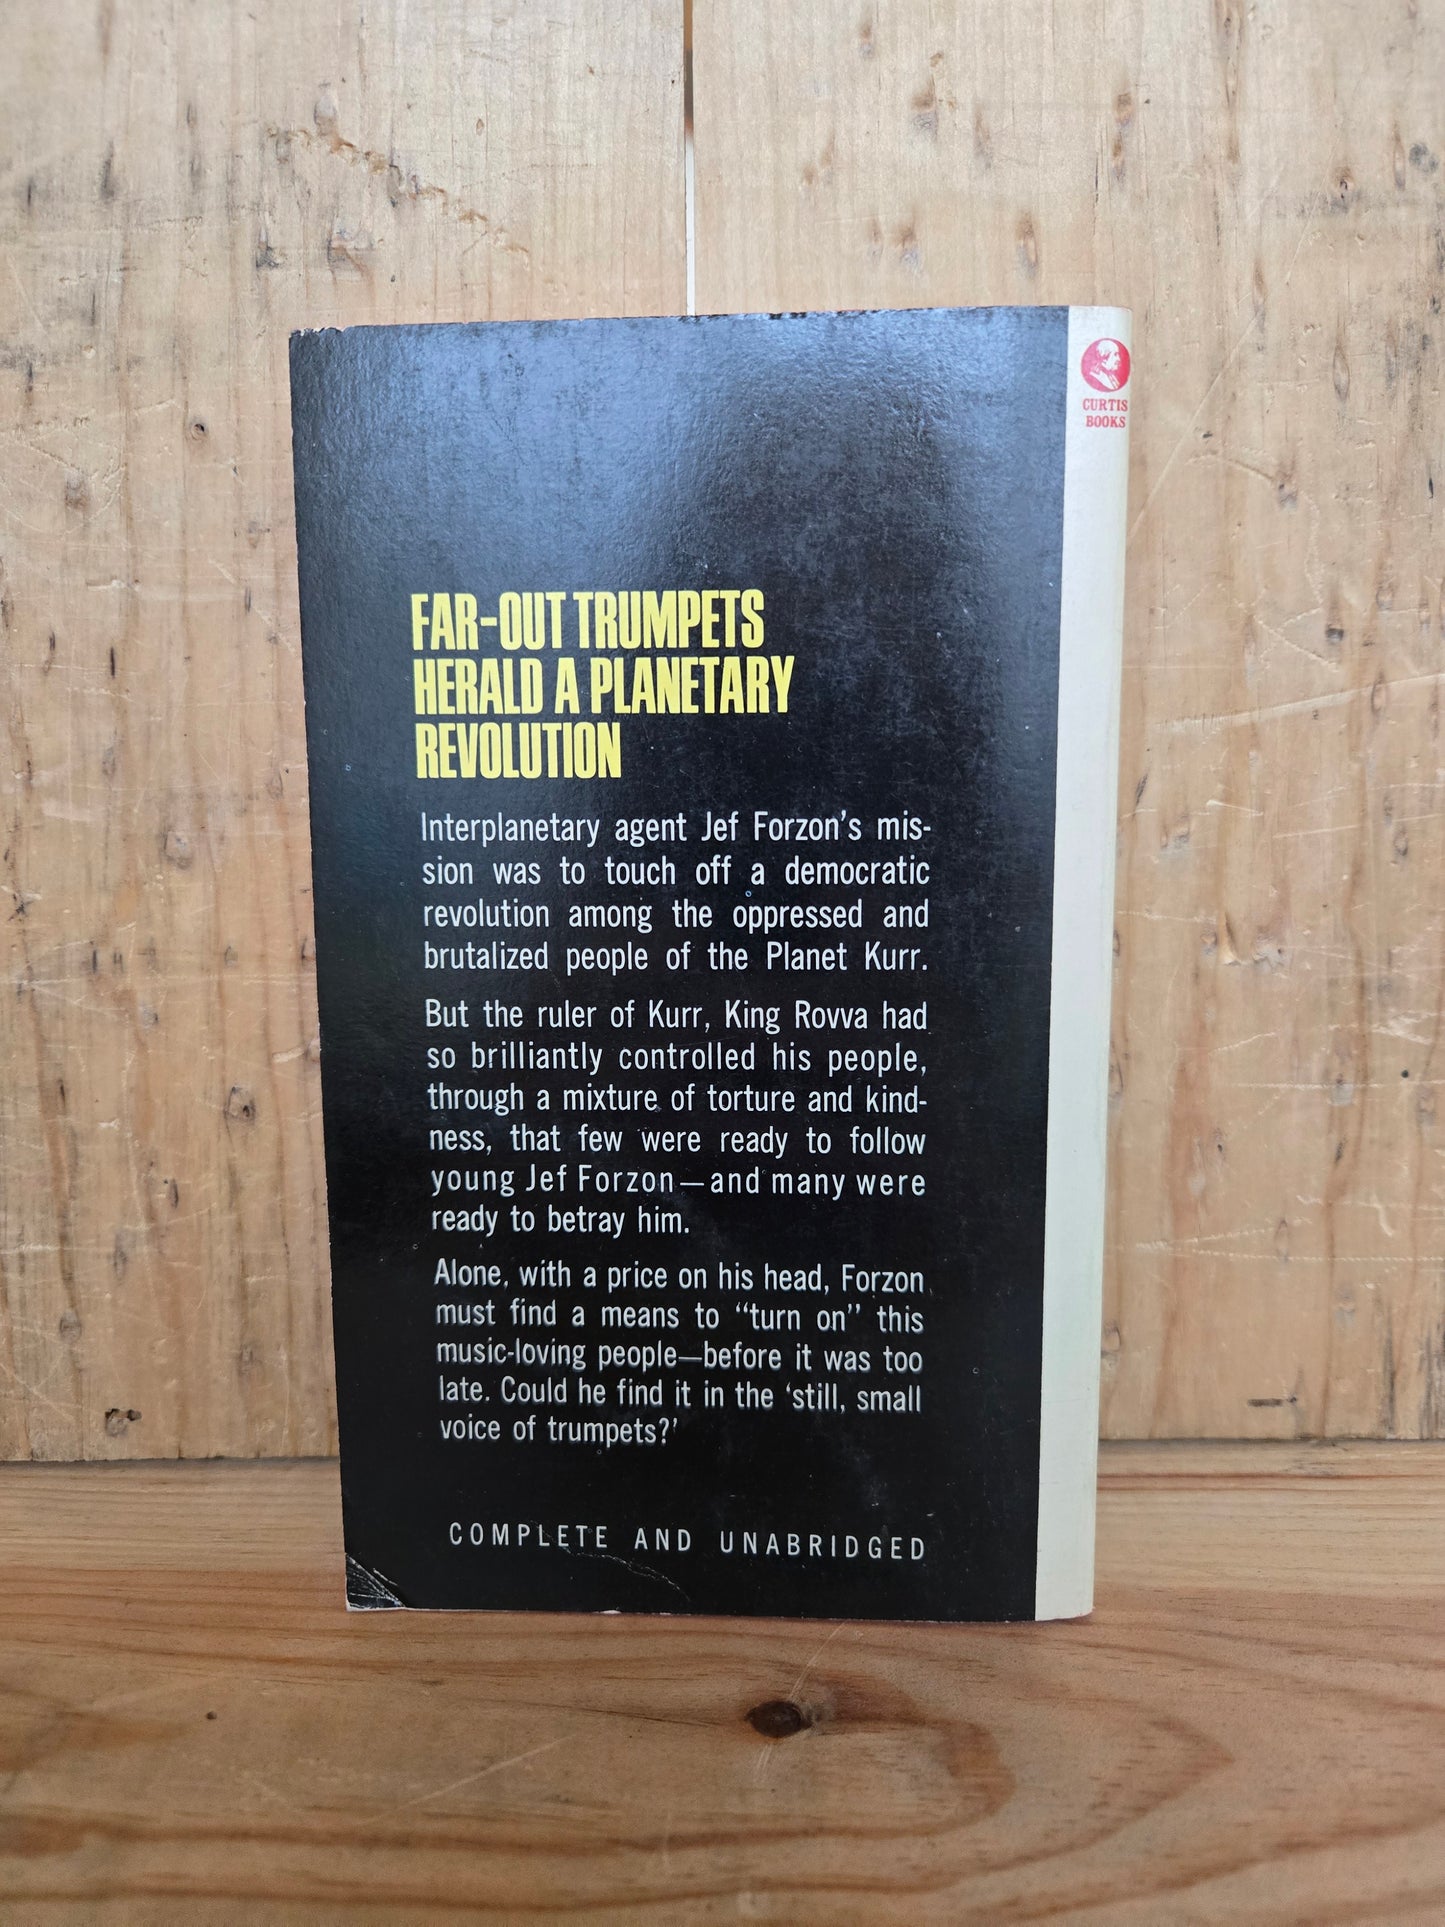 CURTIS
BOOKS
FAR-OUT TRUMPETS
HERALD A PLANETARY
REVOLUTION
Interplanetary agent Jef Forzon's mis-
sion was to touch off a democratic
revolution among the oppressed and
brutalized people of the Planet Kurr.
But the ruler of Kurr, King Rovva had
so brilliantly controlled his people,
through a mixture of torture and kind-
ness, that few were ready to follow
young Jef Forzon—and many were
ready to betray him.
Alone, with a price on his head, Forzon
must find a means to "turn on" this
music-loving people—before it was too
late. Could he find it in the 'still, small
voice of trumpets?'
COMPLETE AND UNABRIDGED